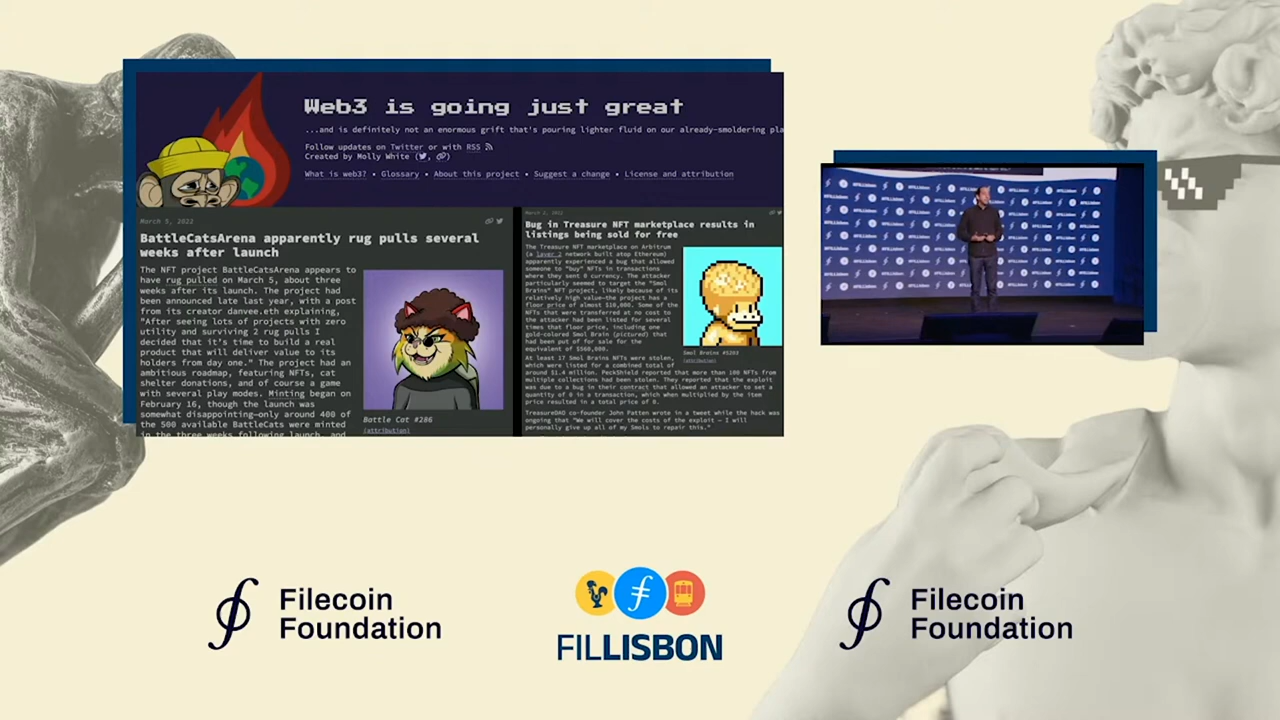 Web3 is going just great
...and is definitely not an enormous grift that's pouring lighter fluid on our already-smoldering pla
Follow updates on Twitter or with RSS
Created by Molly White
What is web3? • Glossary • About this project • Suggest a change • License and attribution
March 5, 2022
BattleCatsArena apparently rug pulls several
weeks after launch
The NFT project BattleCatsArena appears to
have rug pulled on March 5, about three
weeks after its launch. The project had
been announced late last year, with a post
from its creator danvee.eth explaining,
"After seeing lots of projects with zero
utility and surviving 2 rug pulls I
decided that it's time to build a real
product that will deliver value to its
holders from day one." The project had an
ambitious roadmap, featuring NFTs, cat
shelter donations, and of course a game
with several play modes. Minting began on
February 16, though the launch was
somewhat disappointing—only around 400 of
the 500 available BattleCats were minted
in the three weeks following launch, and
Battle Cat #286
(attribution)
March 2, 2022
Bug in Treasure NFT marketplace results in
listings being sold for free
The Treasure NFT marketplace on Arbitrum
(a layer 2 network built atop Ethereum)
apparently experienced a bug that allowed
someone to "buy" NFTs in transactions
where they sent 0 currency. The attacker
particularly seemed to target the "Smol
Brains" NFT project, likely because of its
relatively high value—the project has a
floor price of almost $10,000. Some of the
NFTs that were transferred at no cost to
the attacker had been listed for several
times that floor price, including one
gold-colored Smol Brain (pictured) that
had been put of for sale for the
equivalent of $560,000.
At least 17 Smol Brains NFTs were stolen,
which were listed for a combined total of
around $1.4 million. PeckShield reported that more than 100 NFTs from
multiple collections had been stolen. They reported that the exploit
was due to a bug in their contract that allowed an attacker to set a
quantity of 0 in a transaction, which when multiplied by the item
price resulted in a total price of 0.
TreasureDAO co-founder John Patten wrote in a tweet while the hack was
ongoing that "We will cover the costs of the exploit — I will
personally give up all of my Smols to repair this."
Smol Brains #5203
(attribution)
Filecoin
Foundation
FILLISBON
Filecoin
Foundation